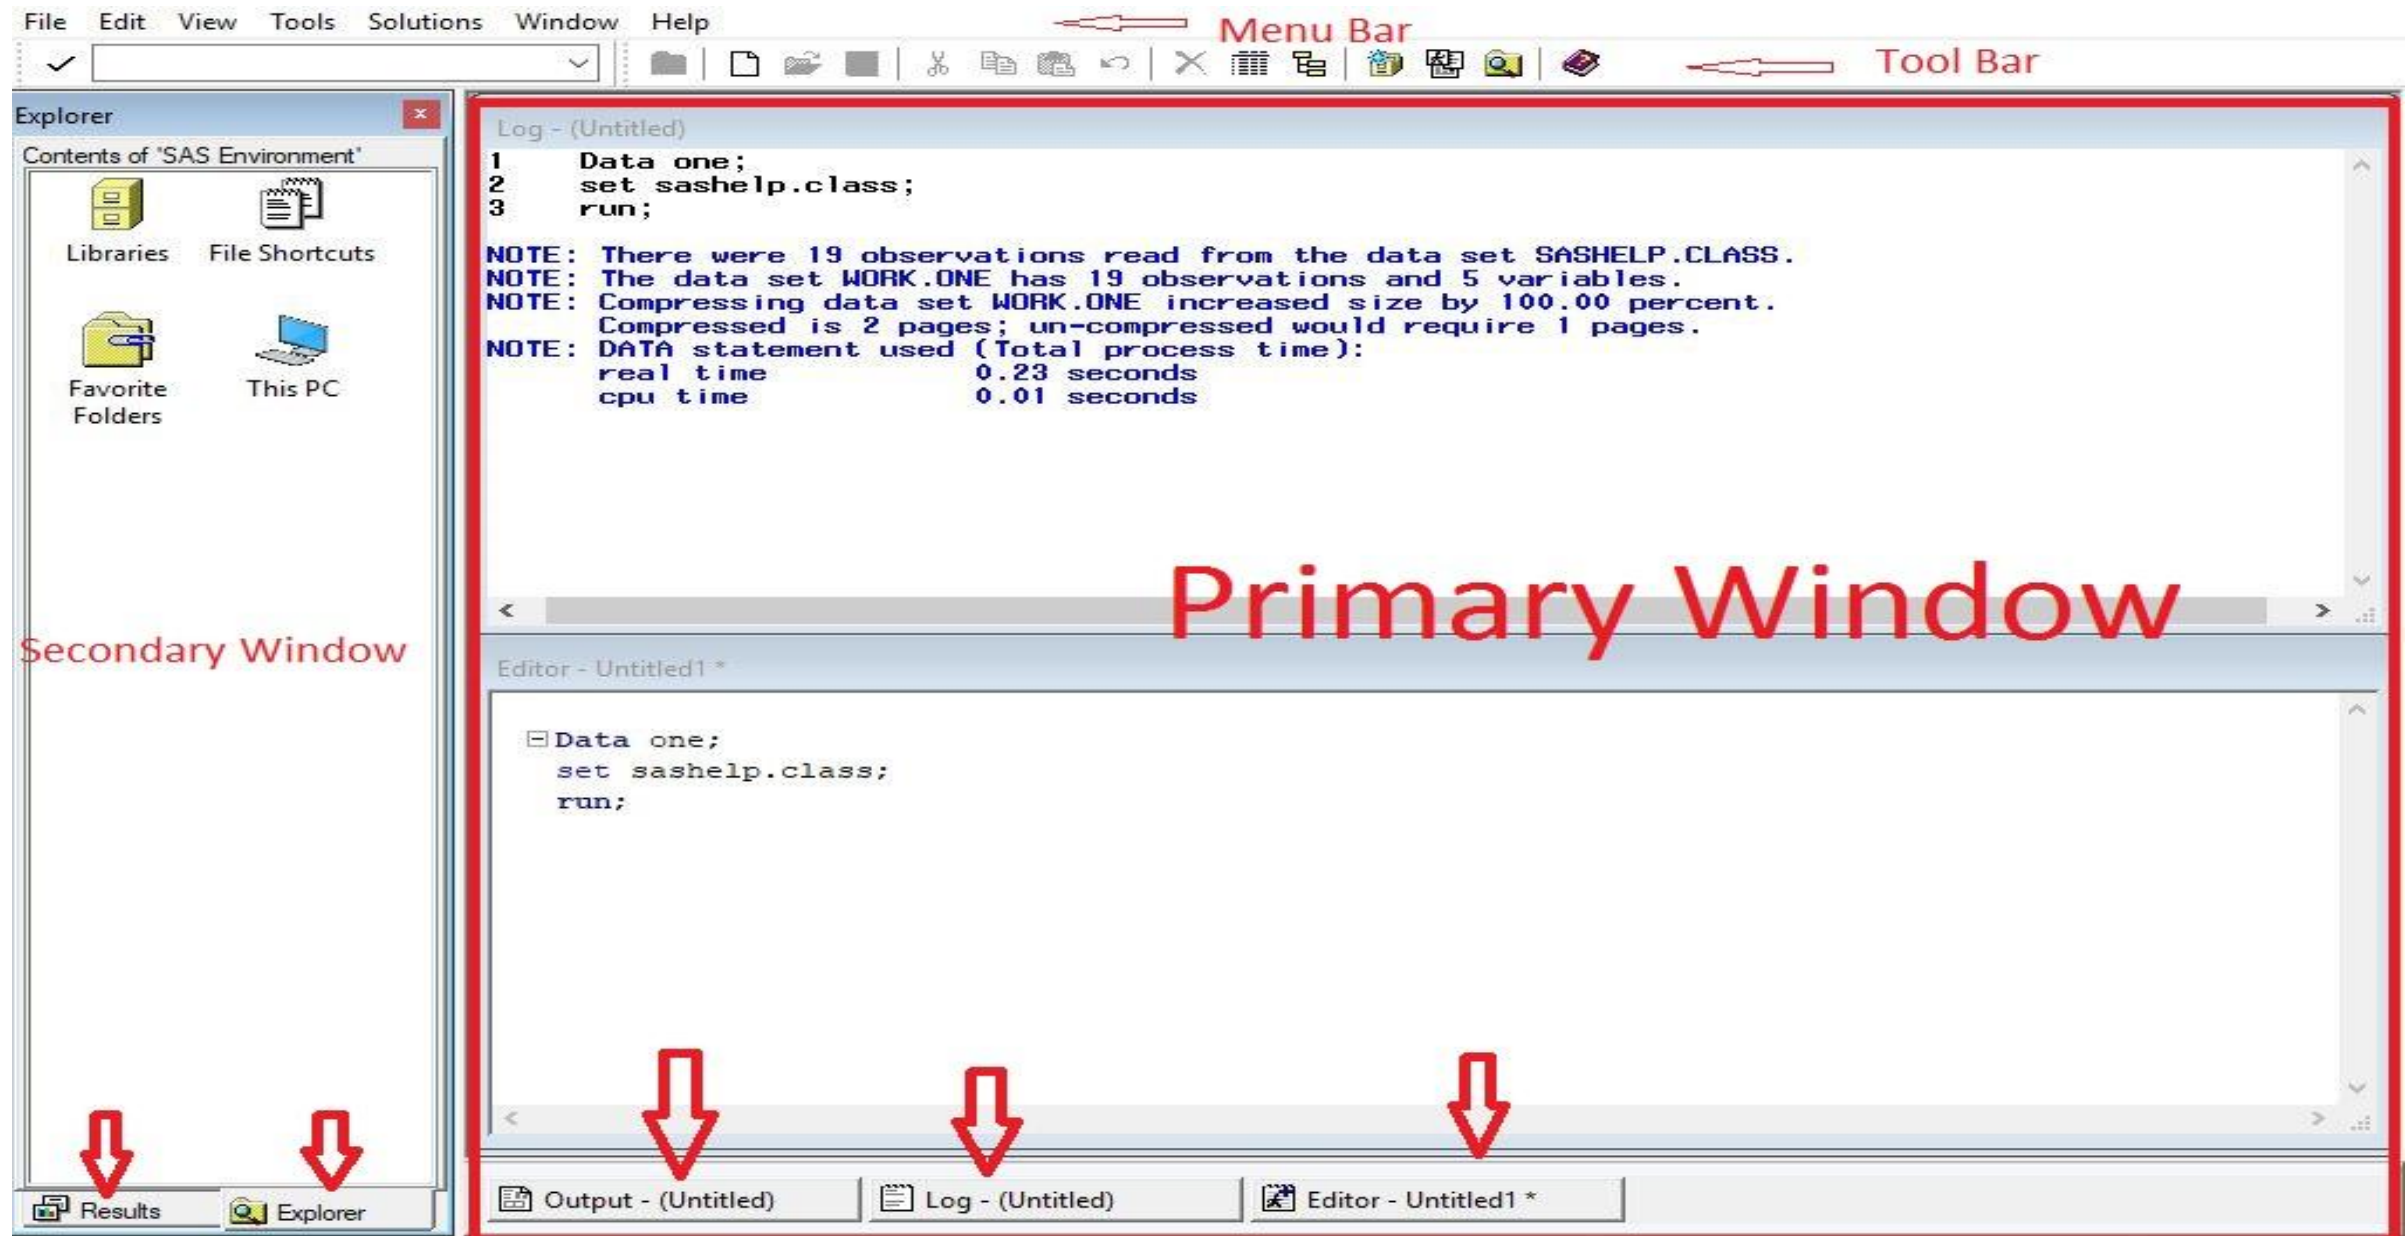 File Edit View Tools Solutions Window Help
Menu Bar
Tool Bar
Explorer
Contents of 'SAS Environment'
Libraries File Shortcuts
Favorite Folders This PC
Secondary Window
Results Explorer
Log - (Untitled)
1 Data one;
2 set sashelp.class;
3 run;
NOTE: There were 19 observations read from the data set SASHELP.CLASS.
NOTE: The data set WORK.ONE has 19 observations and 5 variables.
NOTE: Compressing data set WORK.ONE increased size by 100.00 percent.
Compressed is 2 pages; un-compressed would require 1 pages.
NOTE: DATA statement used (Total process time):
real time 0.23 seconds
cpu time 0.01 seconds
Primary Window
Editor - Untitled1 *
Data one;
set sashelp.class;
run;
Output - (Untitled) Log - (Untitled) Editor - Untitled1 *